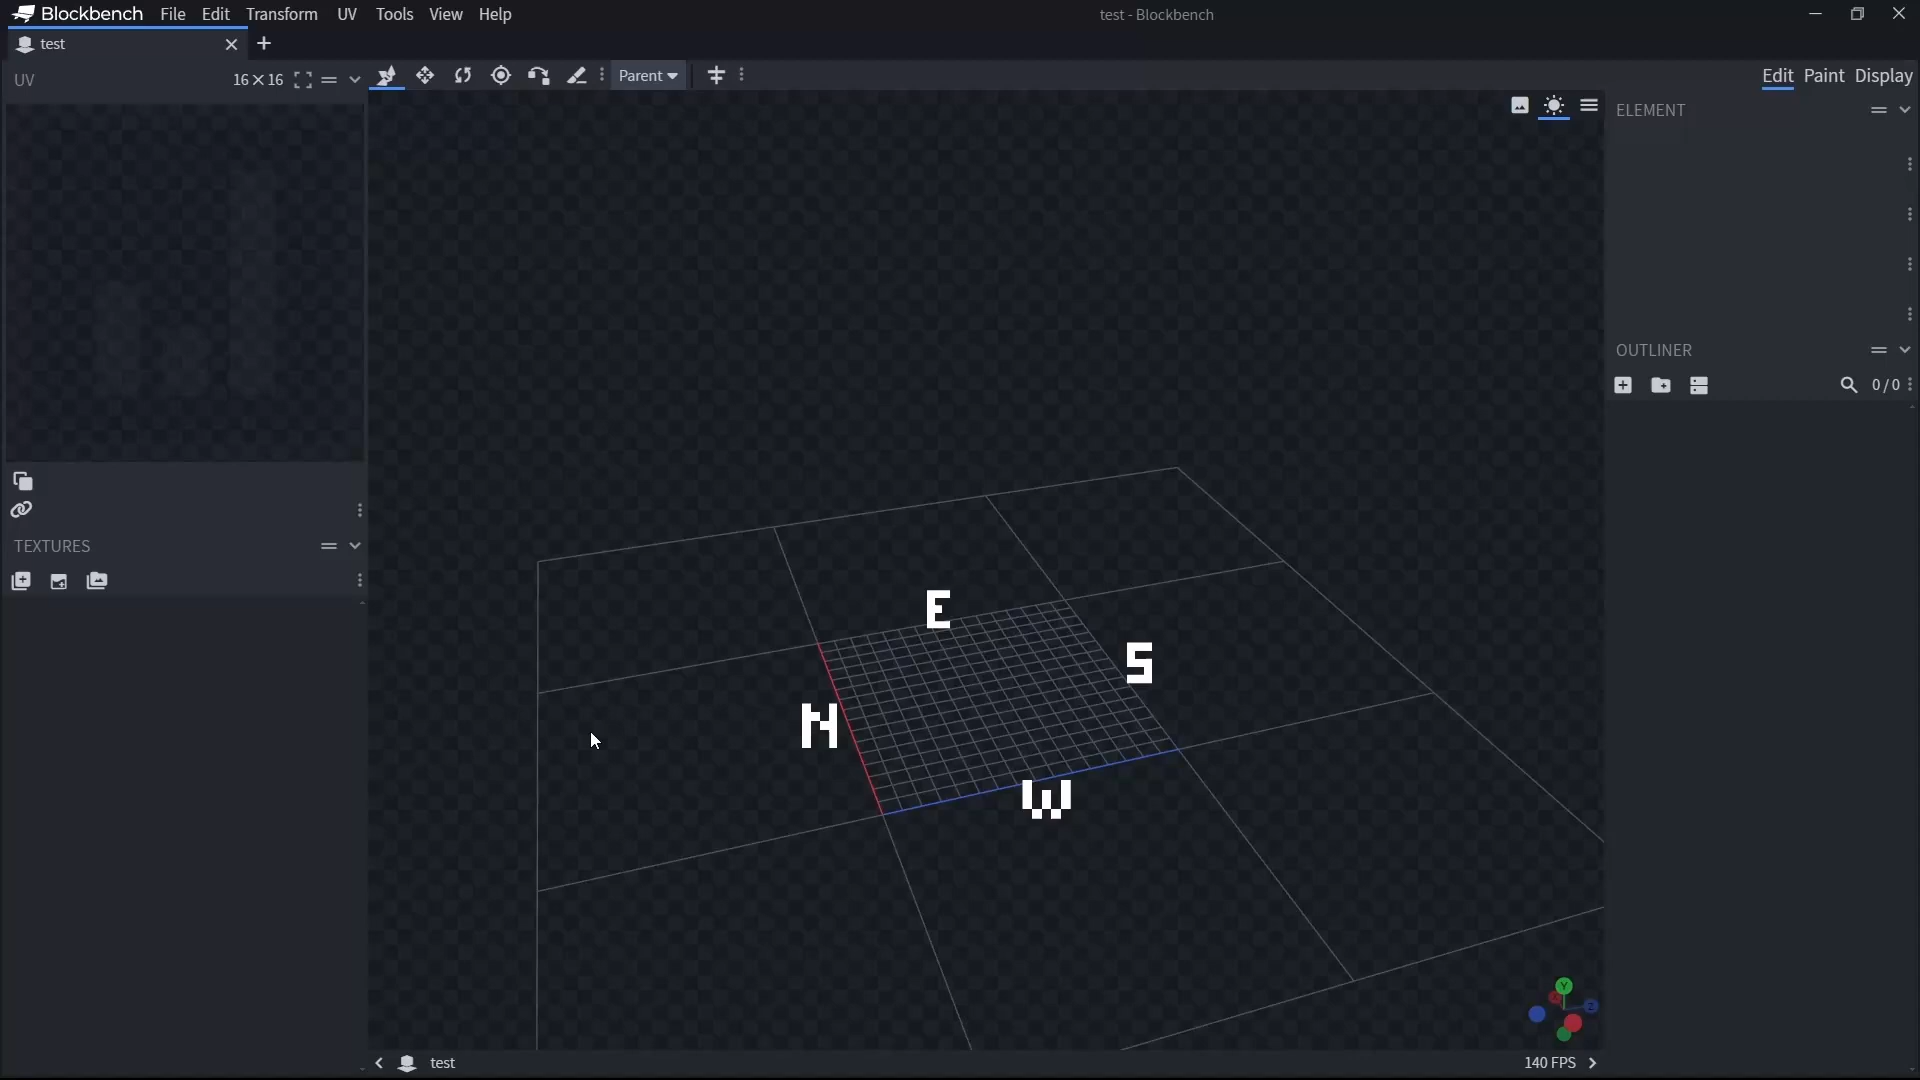 Blockbench File Edit Transform UV Tools View Help
test - Blockbench
test
UV
16×16
Parent
Edit Paint Display
ELEMENT
OUTLINER
0/0
TEXTURES
E
S
N
W
Y
Z
test
140 FPS